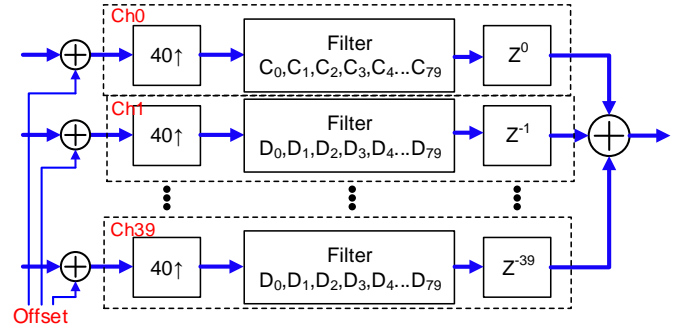 Ch0
40↑
Filter
C₀,C₁,C₂,C₃,C₄...C₇₉
Z⁰
Ch1
40↑
Filter
D₀,D₁,D₂,D₃,D₄...D₇₉
Z⁻¹
Ch39
40↑
Filter
D₀,D₁,D₂,D₃,D₄...D₇₉
Z⁻³⁹
Offset